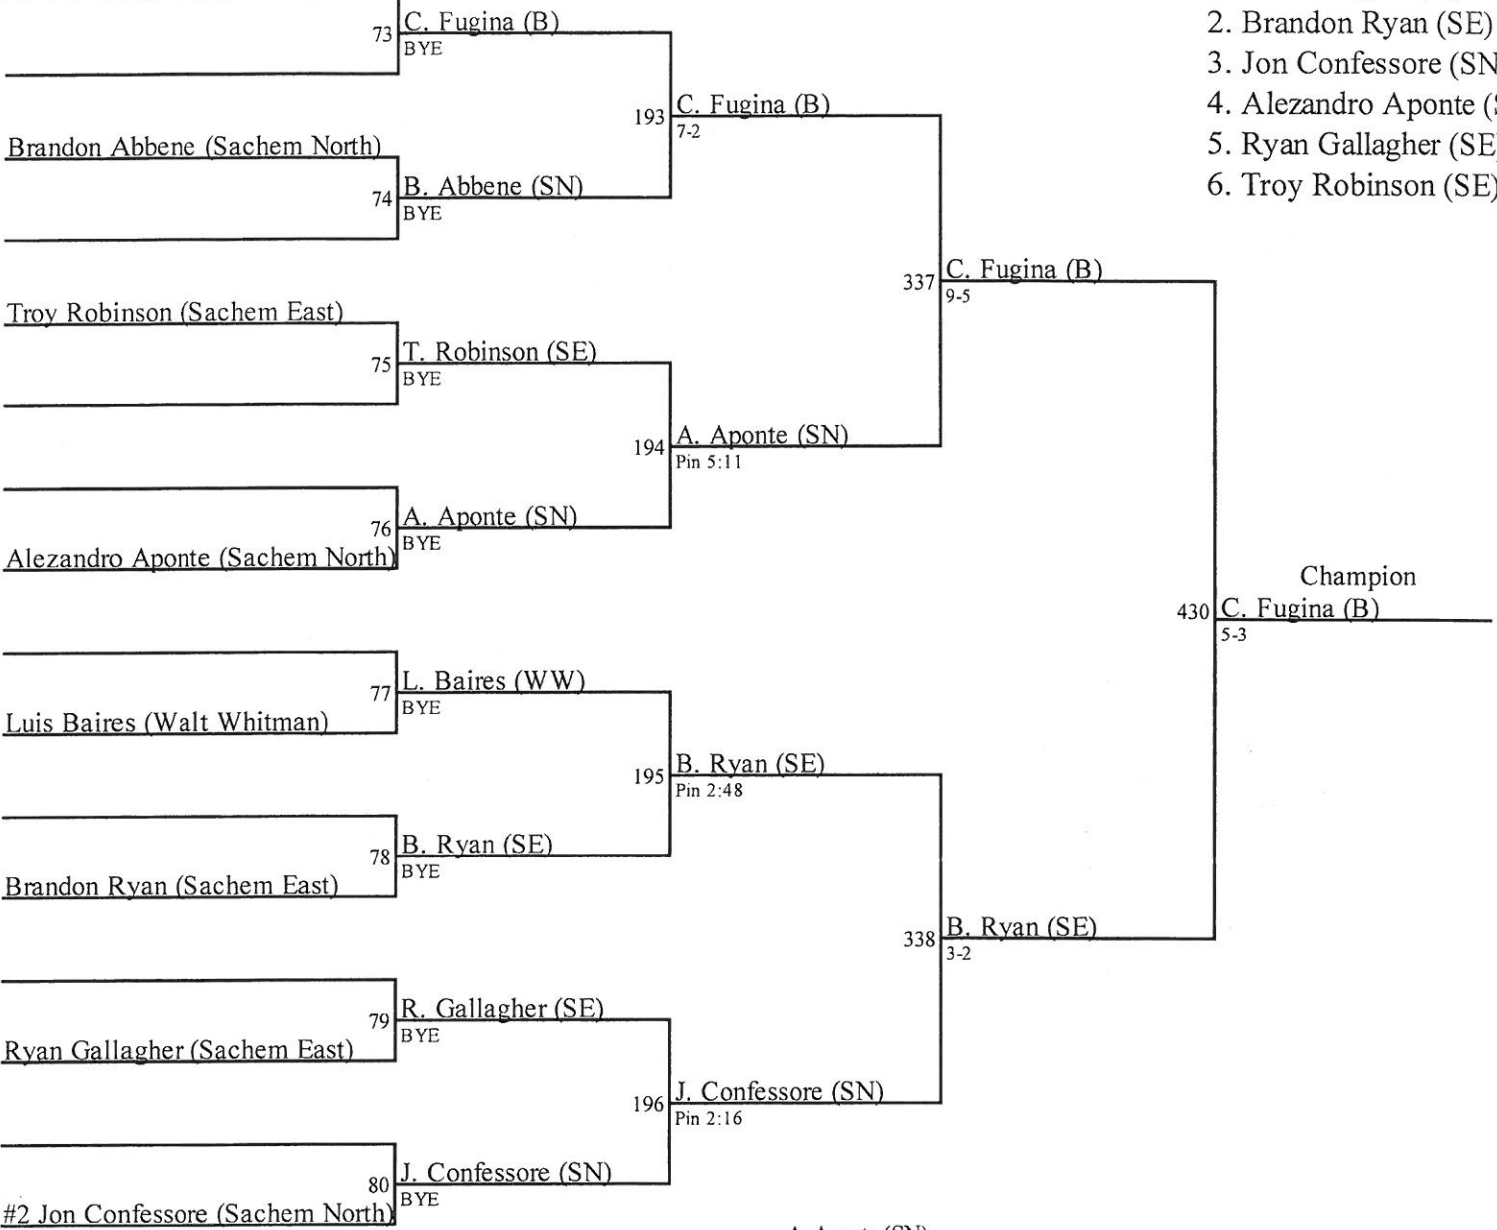 2. Brandon Ryan (SE)
3. Jon Confessore (SN
4. Alezandro Aponte (
5. Ryan Gallagher (SE
6. Troy Robinson (SE)
73 C. Fugina (B)
BYE
193 C. Fugina (B)
7-2
Brandon Abbene (Sachem North)
74 B. Abbene (SN)
BYE
337 C. Fugina (B)
9-5
Troy Robinson (Sachem East)
75 T. Robinson (SE)
BYE
194 A. Aponte (SN)
Pin 5:11
76 A. Aponte (SN)
BYE
Alezandro Aponte (Sachem North)
Champion
430 C. Fugina (B)
5-3
77 L. Baires (WW)
BYE
Luis Baires (Walt Whitman)
195 B. Ryan (SE)
Pin 2:48
78 B. Ryan (SE)
BYE
Brandon Ryan (Sachem East)
338 B. Ryan (SE)
3-2
79 R. Gallagher (SE)
BYE
Ryan Gallagher (Sachem East)
196 J. Confessore (SN)
Pin 2:16
80 J. Confessore (SN)
BYE
#2 Jon Confessore (Sachem North)
A. Aponte (SN)